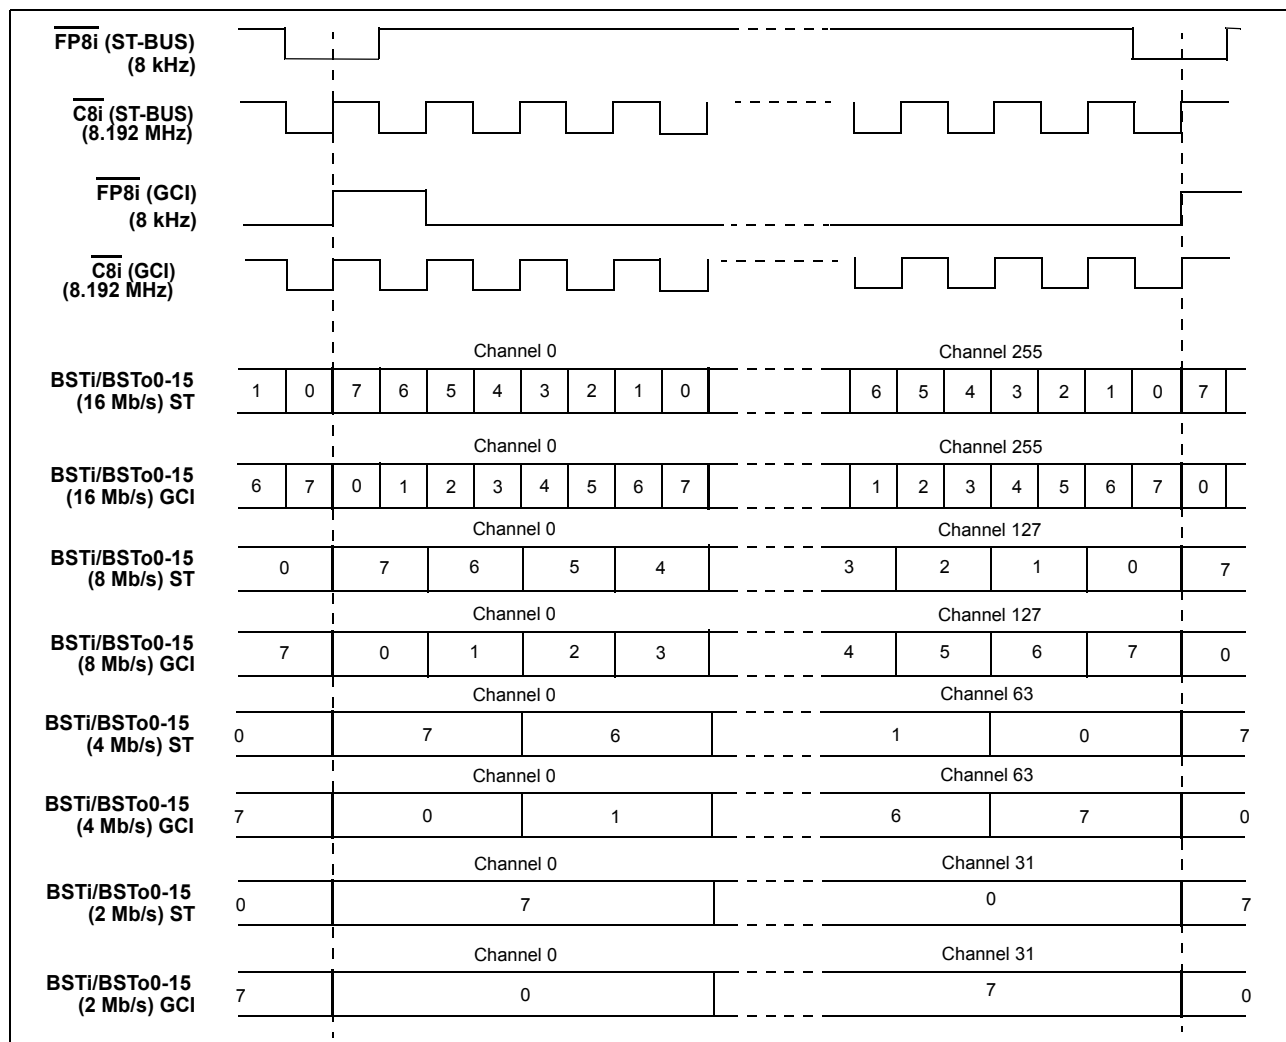 FP8i (ST-BUS)
(8 kHz)
C8i (ST-BUS)
(8.192 MHz)
FP8i (GCI)
(8 kHz)
C8i (GCI)
(8.192 MHz)
Channel 0 Channel 255
BSTi/BSTo0-15
(16 Mb/s) ST
1 0 7 6 5 4 3 2 1 0 6 5 4 3 2 1 0 7
Channel 0 Channel 255
BSTi/BSTo0-15
(16 Mb/s) GCI
6 7 0 1 2 3 4 5 6 7 1 2 3 4 5 6 7 0
Channel 0 Channel 127
BSTi/BSTo0-15
(8 Mb/s) ST
0 7 6 5 4 3 2 1 0 7
Channel 0 Channel 127
BSTi/BSTo0-15
(8 Mb/s) GCI
7 0 1 2 3 4 5 6 7 0
Channel 0 Channel 63
BSTi/BSTo0-15
(4 Mb/s) ST
0 7 6 1 0 7
Channel 0 Channel 63
BSTi/BSTo0-15
(4 Mb/s) GCI
7 0 1 6 7 0
Channel 0 Channel 31
BSTi/BSTo0-15
(2 Mb/s) ST
0 7 0 7
Channel 0 Channel 31
BSTi/BSTo0-15
(2 Mb/s) GCI
7 0 7 0